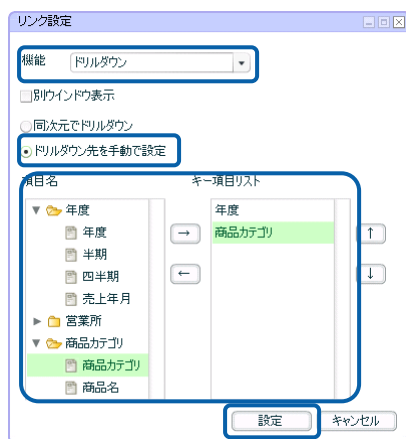 リンク設定
機能 ドリルダウン
別ウインドウ表示
同次元でドリルダウン
ドリルダウン先を手動で設定
項目名 キー項目リスト
年度 年度
年度 → 商品カテゴリ ↑
半期
四半期 ← ↓
売上年月
営業所
商品カテゴリ
商品カテゴリ
商品名
設定 キャンセル